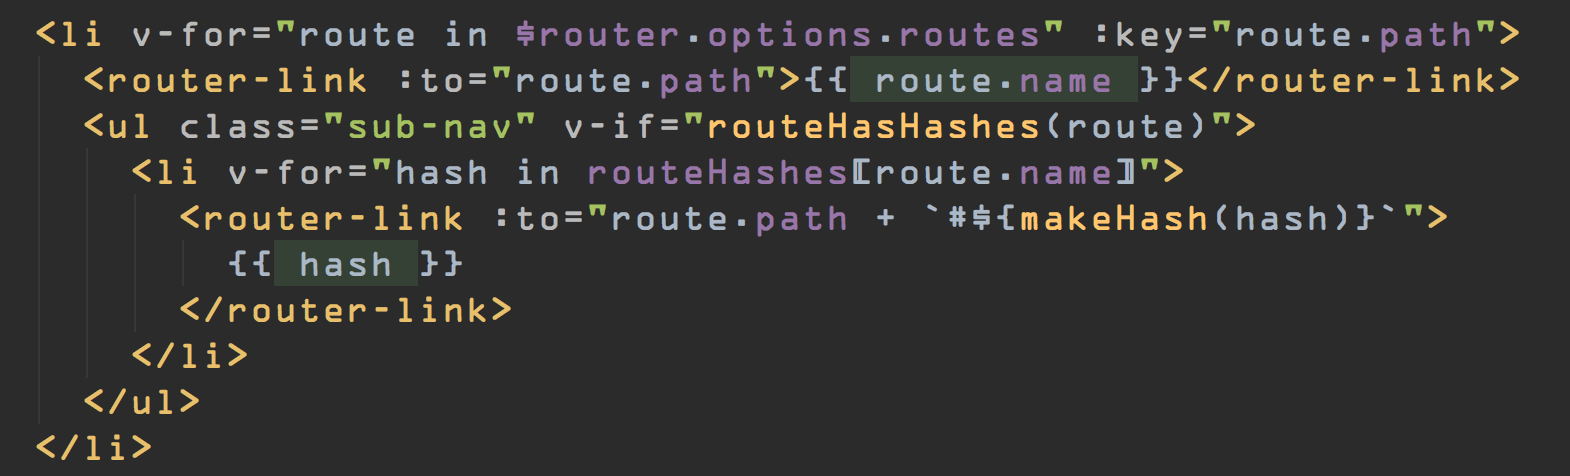 <li v-for="route in $router.options.routes" :key="route.path">
  <router-link :to="route.path">{{ route.name }}</router-link>
  <ul class="sub-nav" v-if="routeHasHashes(route)">
    <li v-for="hash in routeHashes[route.name]">
      <router-link :to="route.path + `#${makeHash(hash)}`">
        {{ hash }}
      </router-link>
    </li>
  </ul>
</li>